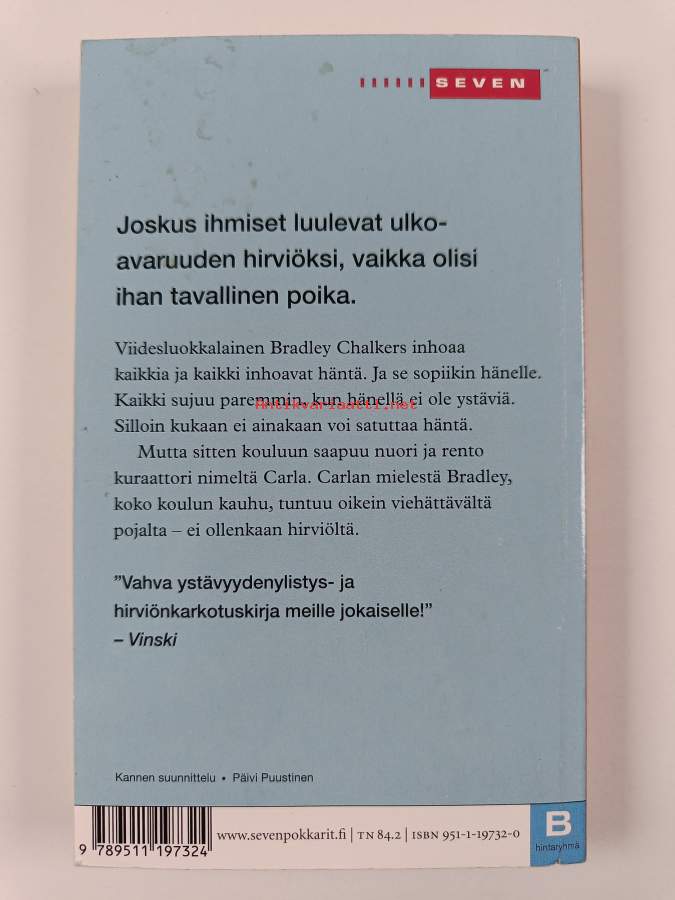 SEVEN
Joskus ihmiset luulevat ulko-
avaruuden hirviöksi, vaikka olisi
ihan tavallinen poika.
Viidesluokkalainen Bradley Chalkers inhoaa
kaikkia ja kaikki inhoavat häntä. Ja se sopiikin hänelle.
Kaikki sujuu paremmin, kun hänellä ei ole ystäviä.
Antikvariaatti.net
Silloin kukaan ei ainakaan voi satuttaa häntä.
Mutta sitten kouluun saapuu nuori ja rento
kuraattori nimeltä Carla. Carlan mielestä Bradley,
koko koulun kauhu, tuntuu oikein viehättävältä
pojalta – ei ollenkaan hirviöltä.
”Vahva ystävyydenylistys- ja
hirviönkarkotuskirja meille jokaiselle!”
– Vinski
Kannen suunnittelu • Päivi Puustinen
9 789511 197324
www.sevenpokkarit.fi | TN 84.2 | ISBN 951-1-19732-0
B
hintaryhmä